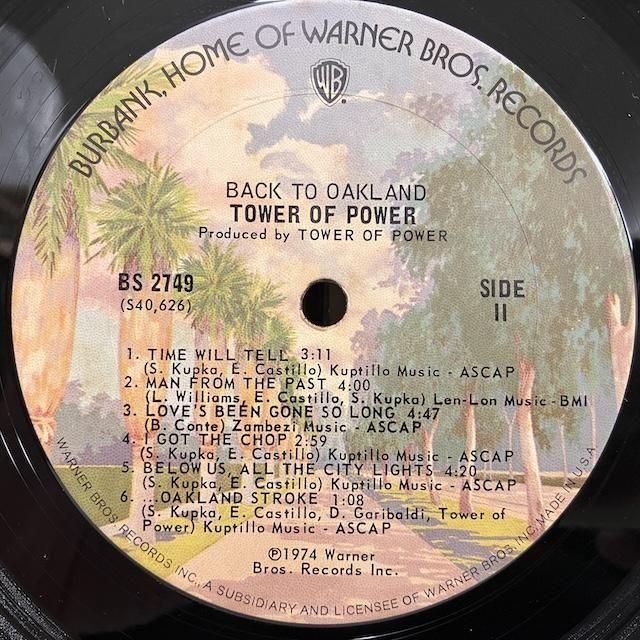 BURBANK, HOME OF WARNER BROS. RECORDS
WB
BACK TO OAKLAND
TOWER OF POWER
Produced by TOWER OF POWER
BS 2749
(S40,626)
SIDE
II
1. TIME WILL TELL 3:11
(S. Kupka, E. Castillo) Kuptillo Music - ASCAP
2. MAN FROM THE PAST 4:00
(L. Williams, E. Castillo, S. Kupka) Len-Lon Music - BMI
3. LOVE'S BEEN GONE SO LONG 4:47
(B. Conte) Zambezi Music - ASCAP
4. I GOT THE CHOP 2:59
(S. Kupka, E. Castillo) Kuptillo Music - ASCAP
5. BELOW US, ALL THE CITY LIGHTS 4:20
(S. Kupka, E. Castillo) Kuptillo Music - ASCAP
6. ...OAKLAND STROKE 1:08
(S. Kupka, E. Castillo, D. Garibaldi, Tower of
Power) Kuptillo Music - ASCAP
℗1974 Warner
Bros. Records Inc.
WARNER BROS. RECORDS INC., A SUBSIDIARY AND LICENSEE OF WARNER BROS. INC. MADE IN U.S.A.